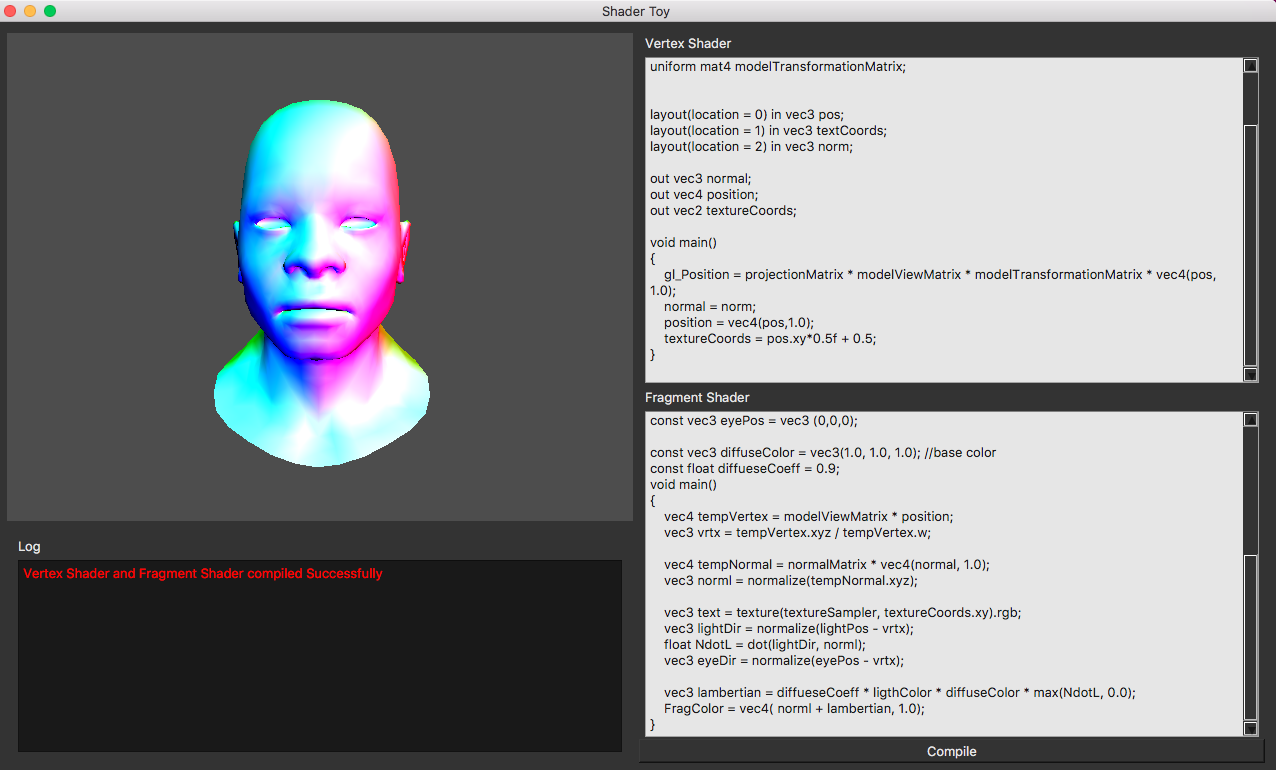 Shader Toy
Vertex Shader
uniform mat4 modelTransformationMatrix;
layout(location = 0) in vec3 pos;
layout(location = 1) in vec3 textCoords;
layout(location = 2) in vec3 norm;
out vec3 normal;
out vec4 position;
out vec2 textureCoords;
void main()
{
gl_Position = projectionMatrix * modelViewMatrix * modelTransformationMatrix * vec4(pos,
1.0);
normal = norm;
position = vec4(pos,1.0);
textureCoords = pos.xy*0.5f + 0.5;
}
Fragment Shader
const vec3 eyePos = vec3 (0,0,0);
const vec3 diffuseColor = vec3(1.0, 1.0, 1.0); //base color
const float diffueseCoeff = 0.9;
void main()
{
vec4 tempVertex = modelViewMatrix * position;
vec3 vrtx = tempVertex.xyz / tempVertex.w;
vec4 tempNormal = normalMatrix * vec4(normal, 1.0);
vec3 norml = normalize(tempNormal.xyz);
vec3 text = texture(textureSampler, textureCoords.xy).rgb;
vec3 lightDir = normalize(lightPos - vrtx);
float NdotL = dot(lightDir, norml);
vec3 eyeDir = normalize(eyePos - vrtx);
vec3 lambertian = diffueseCoeff * ligthColor * diffuseColor * max(NdotL, 0.0);
FragColor = vec4( norml + lambertian, 1.0);
}
Compile
Log
Vertex Shader and Fragment Shader compiled Successfully